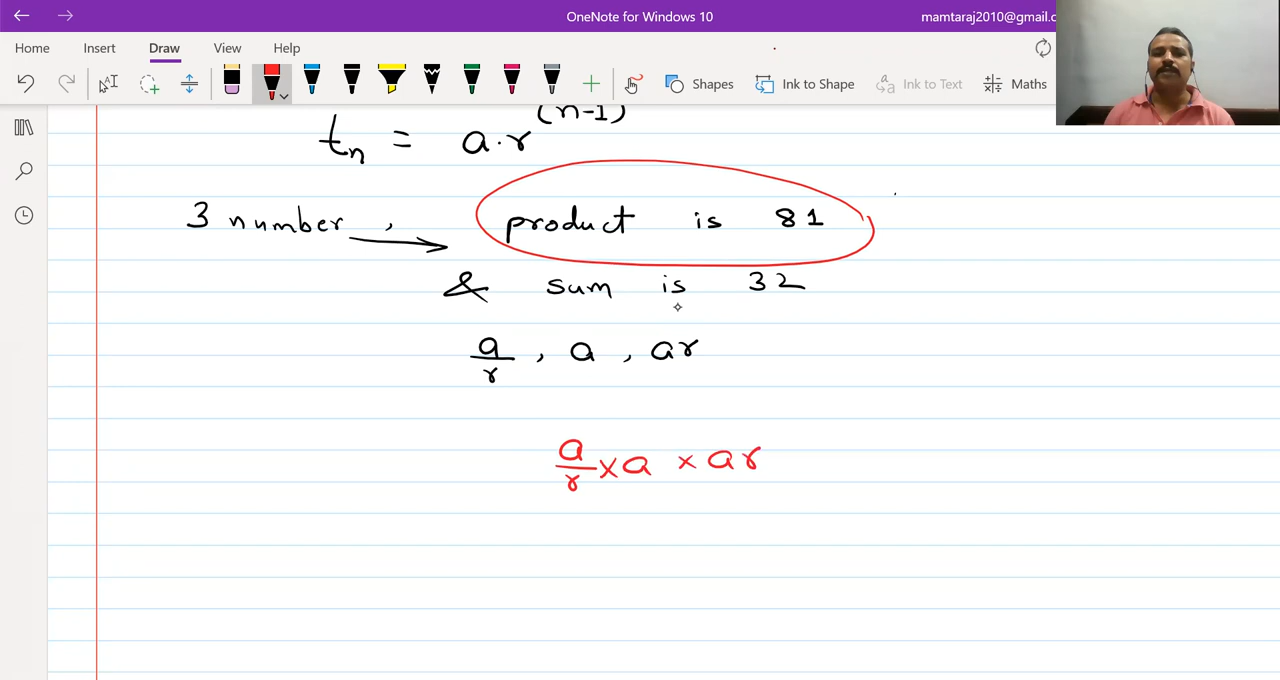 OneNote for Windows 10
mamtaraj2010@gmail.c
Home Insert Draw View Help
Shapes Ink to Shape Ink to Text Maths
tn = a.r(n-1)
3 number, product is 81
& sum is 32
a/r, a, ar
a/r × a × ar